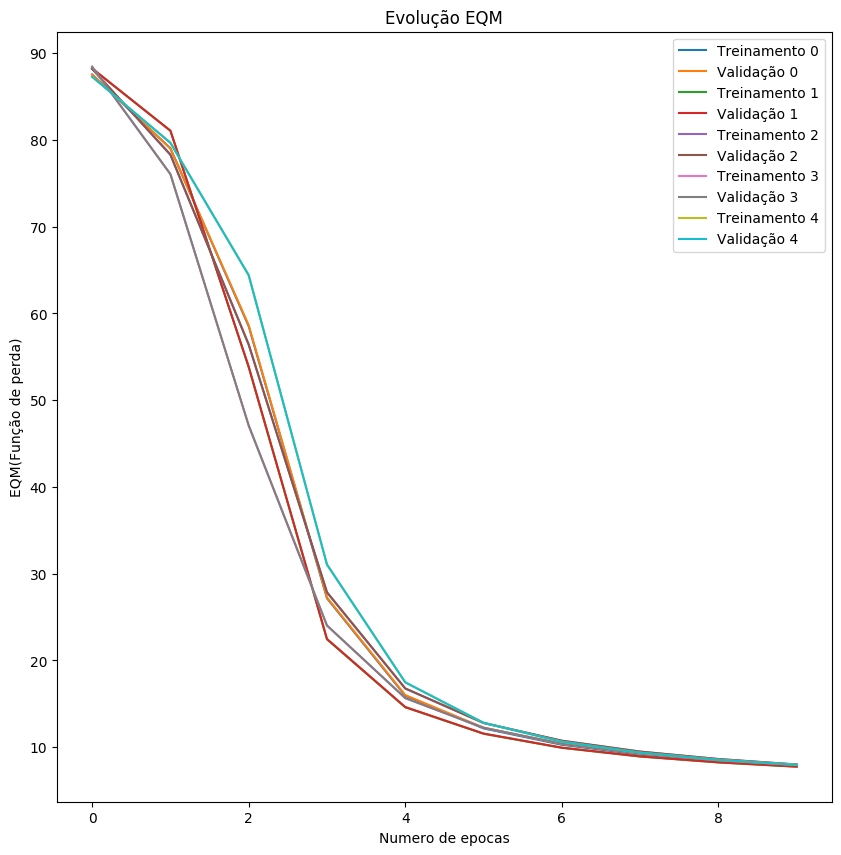 Evolução EQM
Treinamento 0
Validação 0
Treinamento 1
Validação 1
Treinamento 2
Validação 2
Treinamento 3
Validação 3
Treinamento 4
Validação 4
EQM(Função de perda)
90
80
70
60
50
40
30
20
10
0 2 4 6 8
Numero de epocas